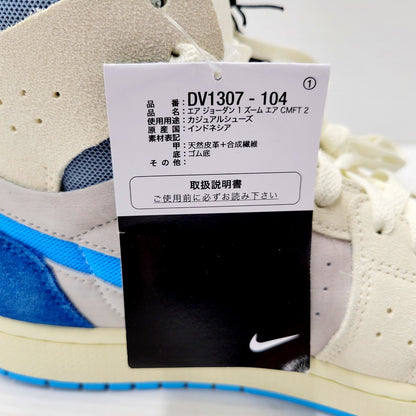 ①
品番：DV1307 - 104
品名：エア ジョーダン 1 ズーム エア CMFT 2
使用用途：カジュアルシューズ
原産国：インドネシア
素材表記
甲：天然皮革＋合成繊維
底：ゴム底
その他：
取扱説明書
ご使用前に必ずお読み下さい